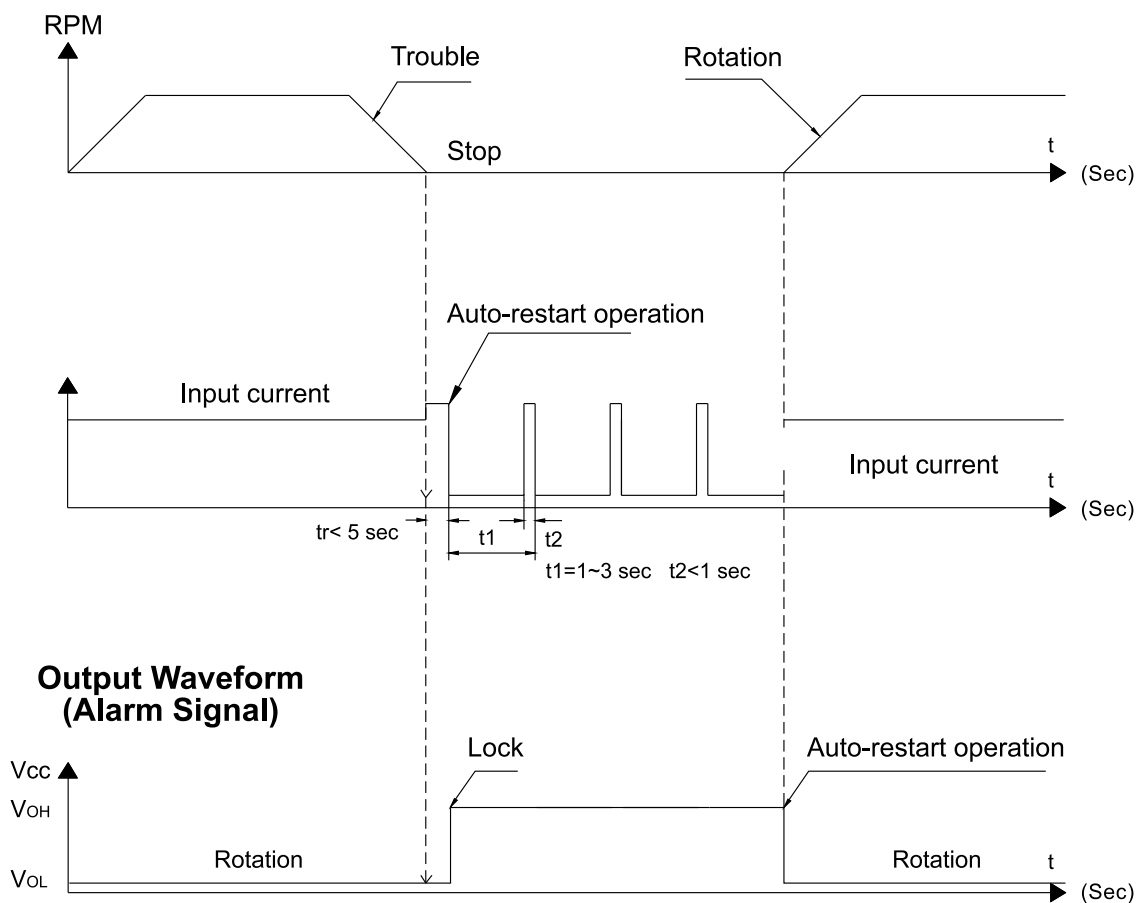 RPM
Trouble
Rotation
Stop
t
(Sec)
Auto-restart operation
Input current
Input current
t
(Sec)
tr< 5 sec
t1
t2
t1=1~3 sec t2<1 sec
Output Waveform
(Alarm Signal)
Lock
Auto-restart operation
Vcc
VOH
Rotation
Rotation
t
VOL
(Sec)